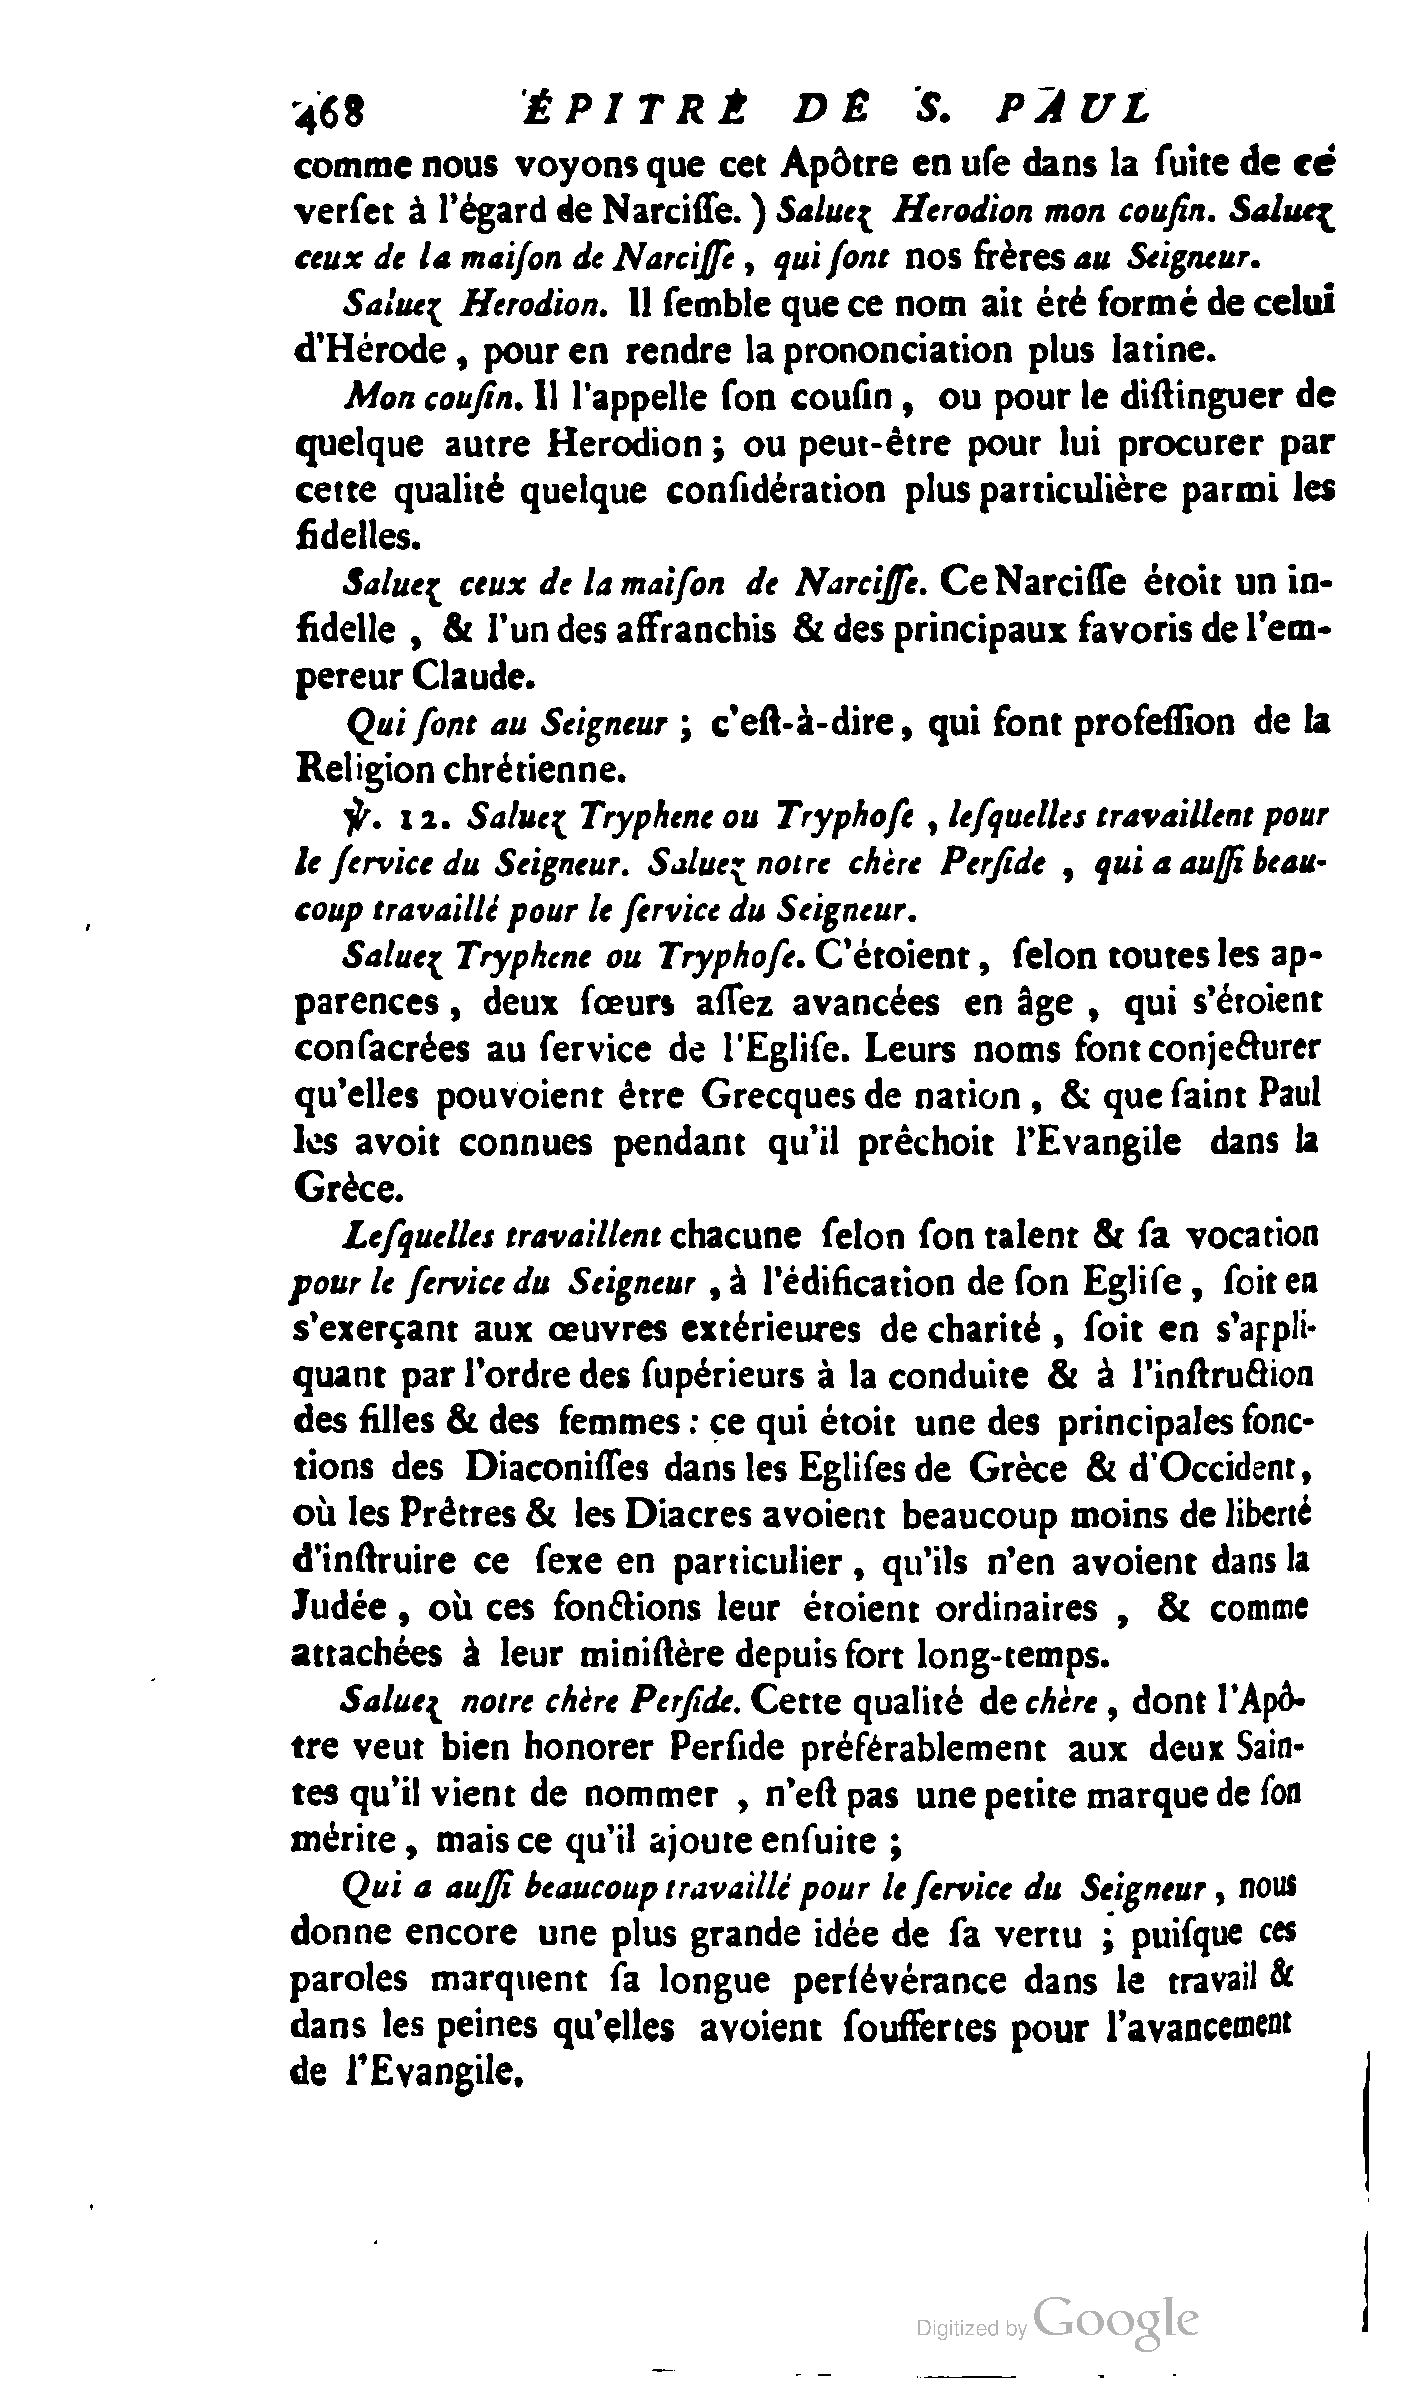 468 ÉPITRE DE S. PAUL
comme nous voyons que cet Apôtre en uſe dans la ſuite de cé
verſet à l'égard de Narciſſe. ) Saluez Herodion mon couſin. Saluez
ceux de la maiſon de Narciſſe, qui ſont nos frères au Seigneur.
Saluez Herodion. Il ſemble que ce nom ait été formé de celui
d'Hérode, pour en rendre la prononciation plus latine.
Mon couſin. Il l'appelle ſon couſin, ou pour le diſtinguer de
quelque autre Herodion; ou peut-être pour lui procurer par
cette qualité quelque conſidération plus particulière parmi les
fidelles.
Saluez ceux de la maiſon de Narciſſe. Ce Narciſſe étoit un in-
fidelle, & l'un des affranchis & des principaux favoris de l'em-
pereur Claude.
Qui ſont au Seigneur; c'eſt-à-dire, qui font profeſſion de la
Religion chrétienne.
℣. 12. Saluez Tryphene ou Tryphoſe, leſquelles travaillent pour
le ſervice du Seigneur. Saluez notre chère Perſide, qui a auſſi beau-
coup travaillé pour le ſervice du Seigneur.
Saluez Tryphene ou Tryphoſe. C'étoient, ſelon toutes les ap-
parences, deux ſœurs aſſez avancées en âge, qui s'étoient
conſacrées au ſervice de l'Egliſe. Leurs noms font conjecturer
qu'elles pouvoient être Grecques de nation, & que ſaint Paul
les avoit connues pendant qu'il prêchoit l'Evangile dans la
Grèce.
Leſquelles travaillent chacune ſelon ſon talent & ſa vocation
pour le ſervice du Seigneur, à l'édification de ſon Egliſe, ſoit en
s'exerçant aux œuvres extérieures de charité, ſoit en s'appli-
quant par l'ordre des ſupérieurs à la conduite & à l'inſtruction
des filles & des femmes: ce qui étoit une des principales fonc-
tions des Diaconiſſes dans les Egliſes de Grèce & d'Occident,
où les Prêtres & les Diacres avoient beaucoup moins de liberté
d'inſtruire ce ſexe en particulier, qu'ils n'en avoient dans la
Judée, où ces fonctions leur étoient ordinaires, & comme
attachées à leur miniſtère depuis fort long-temps.
Saluez notre chère Perſide. Cette qualité de chère, dont l'Apô-
tre veut bien honorer Perſide préférablement aux deux Sain-
tes qu'il vient de nommer, n'eſt pas une petite marque de ſon
mérite, mais ce qu'il ajoute enſuite;
Qui a auſſi beaucoup travaillé pour le ſervice du Seigneur, nous
donne encore une plus grande idée de ſa vertu; puiſque ces
paroles marquent ſa longue perſévérance dans le travail &
dans les peines qu'elles avoient ſouffertes pour l'avancement
de l'Evangile.
Digitized by Google